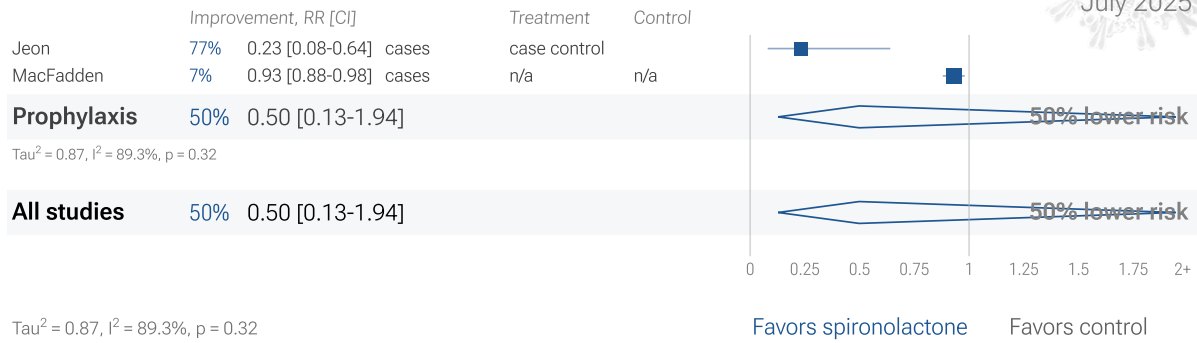 July 2025
Improvement, RR [CI] Treatment Control
Jeon 77% 0.23 [0.08-0.64] cases case control
MacFadden 7% 0.93 [0.88-0.98] cases n/a n/a
Prophylaxis 50% 0.50 [0.13-1.94] 50% lower risk
Tau² = 0.87, I² = 89.3%, p = 0.32
All studies 50% 0.50 [0.13-1.94] 50% lower risk
0 0.25 0.5 0.75 1 1.25 1.5 1.75 2+
Tau² = 0.87, I² = 89.3%, p = 0.32 Favors spironolactone Favors control